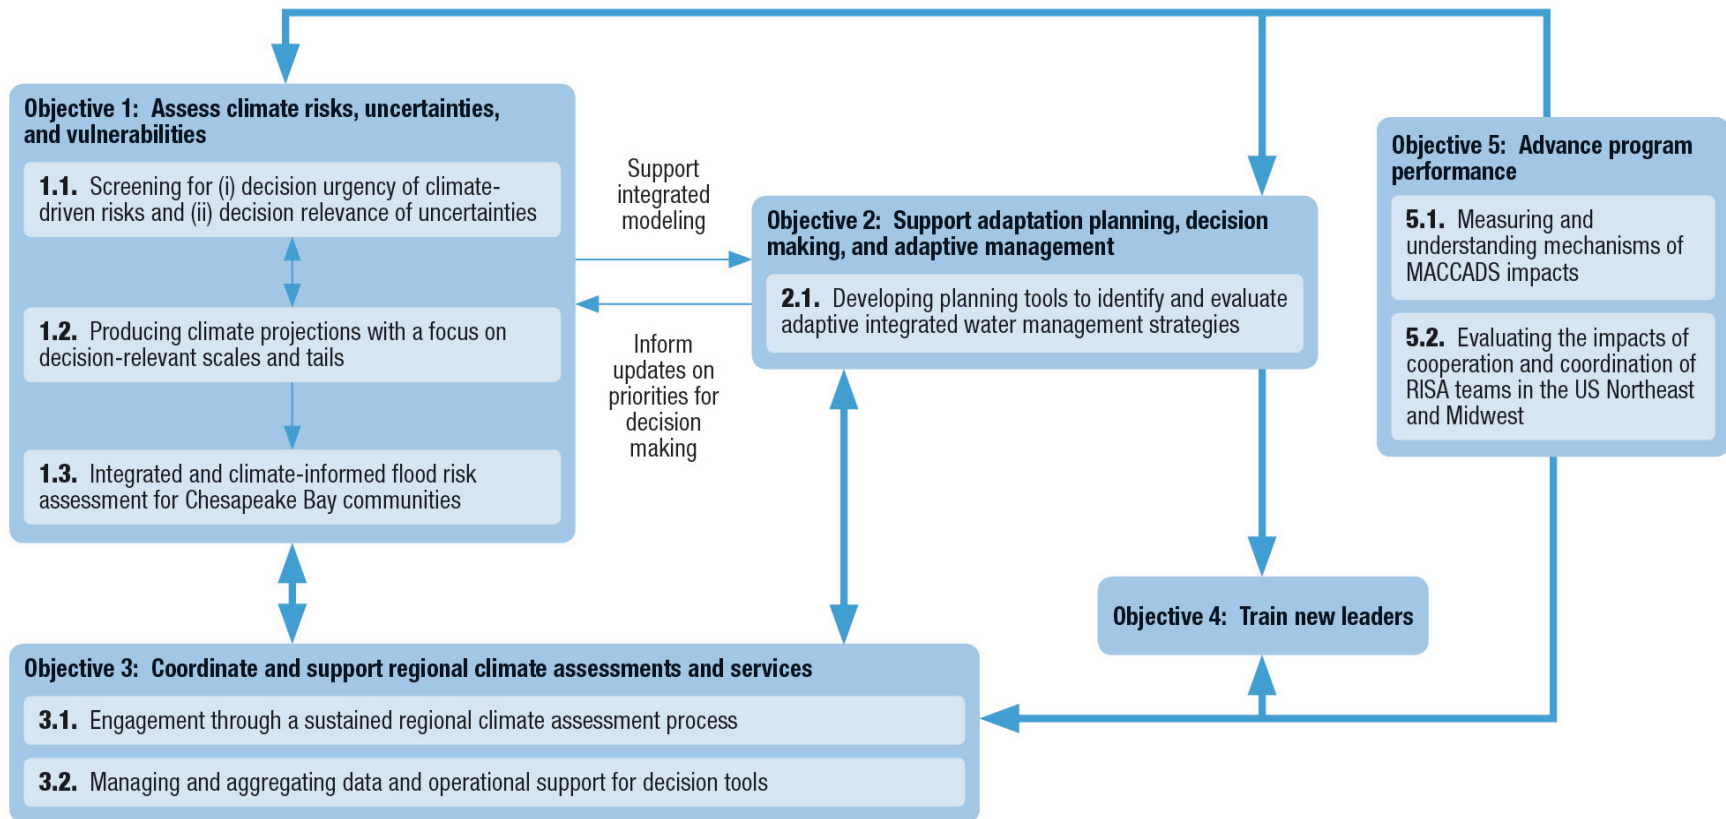 Objective 1: Assess climate risks, uncertainties,
and vulnerabilities
1.1. Screening for (i) decision urgency of climate-
driven risks and (ii) decision relevance of uncertainties
1.2. Producing climate projections with a focus on
decision-relevant scales and tails
1.3. Integrated and climate-informed flood risk
assessment for Chesapeake Bay communities
Support
integrated
modeling
Inform
updates on
priorities for
decision
making
Objective 2: Support adaptation planning, decision
making, and adaptive management
2.1. Developing planning tools to identify and evaluate
adaptive integrated water management strategies
Objective 5: Advance program
performance
5.1. Measuring and
understanding mechanisms of
MACCADS impacts
5.2. Evaluating the impacts of
cooperation and coordination of
RISA teams in the US Northeast
and Midwest
Objective 4: Train new leaders
Objective 3: Coordinate and support regional climate assessments and services
3.1. Engagement through a sustained regional climate assessment process
3.2. Managing and aggregating data and operational support for decision tools